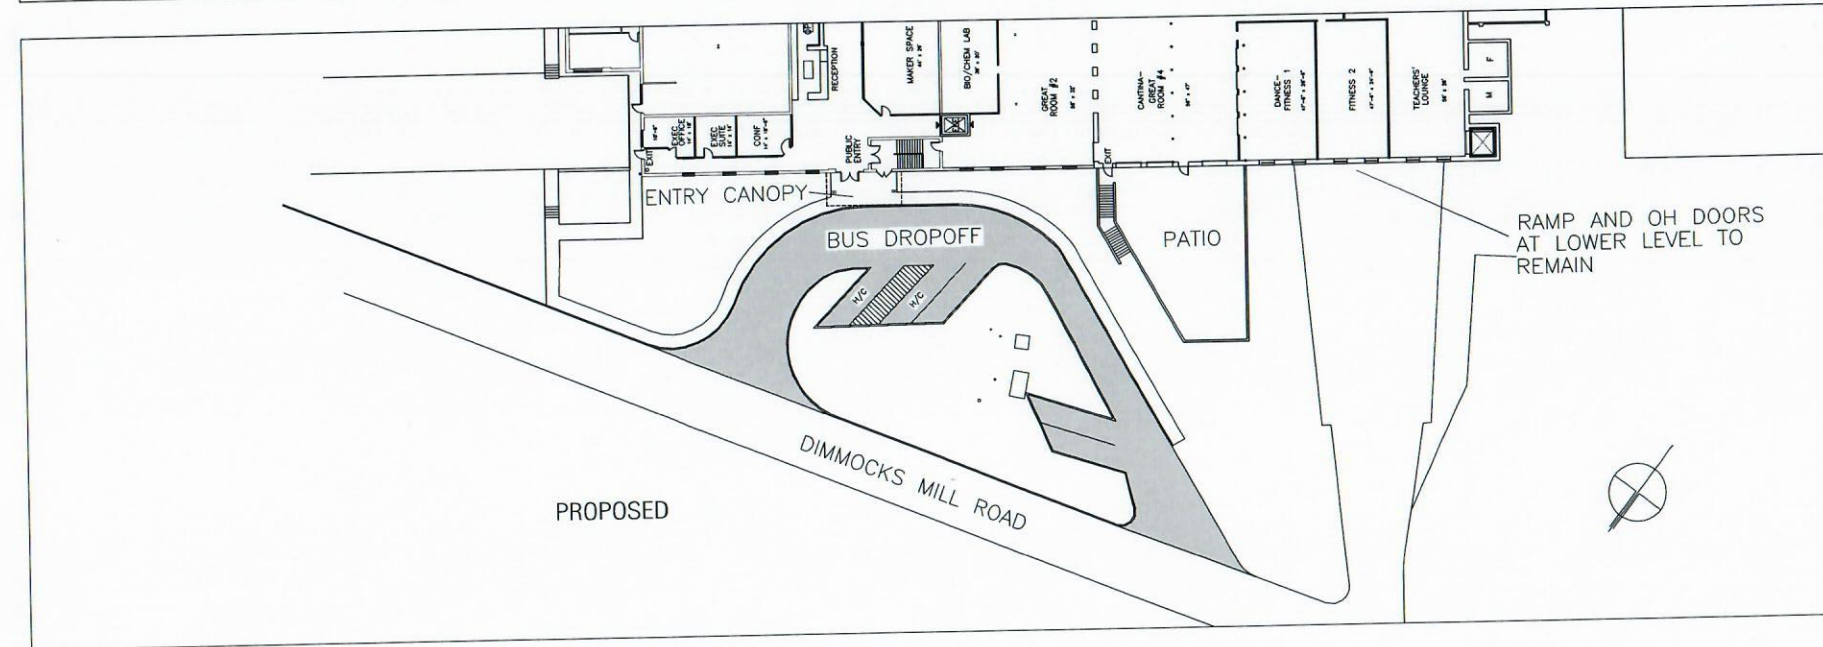 RECEPTION
MAKER SPACE
BIO/CHEM LAB
GREAT
ROOM #2
CANTINA-
GREAT
ROOM #4
DANCE-
FITNESS 1
FITNESS 2
TEACHERS'
LOUNGE
F
M
EXIT
EXEC
OFFICE
EXEC
SUITE
CONF
PUBLIC
ENTRY
EXIT
ENTRY CANOPY
BUS DROPOFF
H/C
H/C
PATIO
RAMP AND OH DOORS
AT LOWER LEVEL TO
REMAIN
DIMMOCKS MILL ROAD
PROPOSED